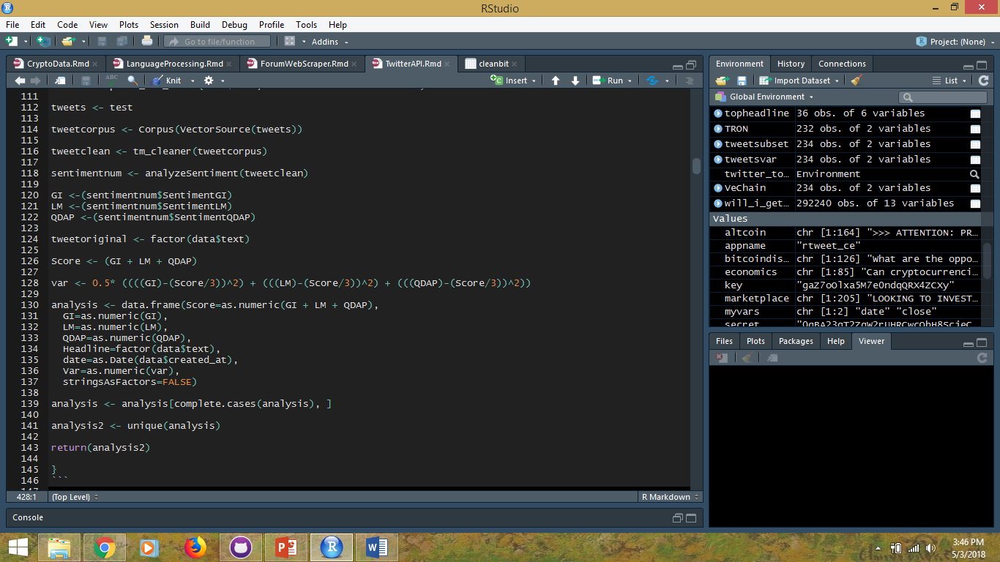 RStudio
File Edit Code View Plots Session Build Debug Profile Tools Help
Go to file/function Addins Project: (None)
CryptoData.Rmd LanguageProcessing.Rmd ForumWebScraper.Rmd TwitterAPI.Rmd cleanbit
ABC Knit Insert Run
111
112 tweets <- test
113
114 tweetcorpus <- Corpus(VectorSource(tweets))
115
116 tweetclean <- tm_cleaner(tweetcorpus)
117
118 sentimentnum <- analyzeSentiment(tweetclean)
119
120 GI <-(sentimentnum$SentimentGI)
121 LM <-(sentimentnum$SentimentLM)
122 QDAP <-(sentimentnum$SentimentQDAP)
123
124 tweetoriginal <- factor(data$text)
125
126 Score <- (GI + LM + QDAP)
127
128 var <- 0.5* ((((GI)-(Score/3))^2) + (((LM)-(Score/3))^2) + (((QDAP)-(Score/3))^2))
129
130 analysis <- data.frame(Score=as.numeric(GI + LM + QDAP),
131 GI=as.numeric(GI),
132 LM=as.numeric(LM),
133 QDAP=as.numeric(QDAP),
134 Headline=factor(data$text),
135 date=as.Date(data$created_at),
136 Var=as.numeric(var),
137 stringsAsFactors=FALSE)
138
139 analysis <- analysis[complete.cases(analysis), ]
140
141 analysis2 <- unique(analysis)
142
143 return(analysis2)
144
145 }
146 ```
428:1 (Top Level) R Markdown
Console
Environment History Connections
Import Dataset List
Global Environment
topheadline 36 obs. of 6 variables
TRON 232 obs. of 2 variables
tweetsubset 234 obs. of 2 variables
tweetsvar 234 obs. of 2 variables
twitter_to… Environment
VeChain 234 obs. of 2 variables
will_i_get… 292240 obs. of 13 variables
Values
altcoin chr [1:164] ">>> ATTENTION: PR…
appname "rtweet_ce"
bitcoindis… chr [1:126] "What are the oppo…
economics chr [1:85] "Can cryptocurrenci…
key "gaZ7oOlxa5M7e0ndqQRX4ZCXy"
marketplace chr [1:205] "LOOKING TO INVEST…
myvars chr [1:2] "date" "close"
secret
Files Plots Packages Help Viewer
3:46 PM
5/3/2018